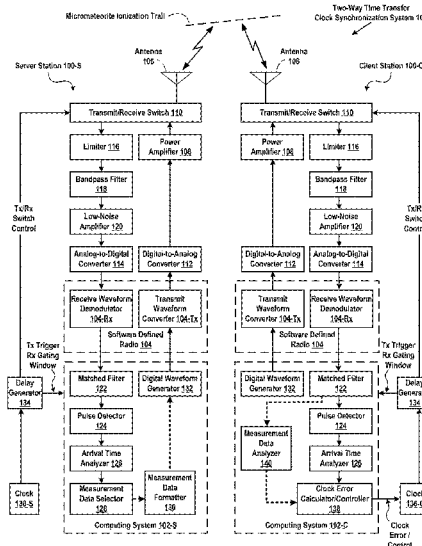 Micrometeorite Ionization Trail
Two-Way Time Transfer
Clock Synchronization System
Server Station 100-S
Antenna
106
Antenna
106
Client Station
Transmit/Receive Switch 110
Transmit/Receive Switch 110
Limiter 116
Power
Amplifier 108
Power
Amplifier 108
Limiter 116
Bandpass Filter
118
Bandpass Filter
118
Low-Noise
Amplifier 120
Low-Noise
Amplifier 120
Tx/Rx
Switch
Control
Analog-to-Digital
Converter 114
Digital-to-Analog
Converter 112
Digital-to-Analog
Converter 112
Analog-to-Digital
Converter 114
Receive Waveform
Demodulator
104-Rx
Transmit
Waveform
Converter 104-Tx
Transmit
Waveform
Converter 104-Tx
Receive Waveform
Demodulator
104-Rx
Software Defined
Radio 104
Software Defined
Radio 104
Tx Trigger
Rx Gating
Window
Tx Trigger
Rx Gating
Window
Delay
Generator
134
Matched Filter
122
Digital Waveform
Generator 132
Digital Waveform
Generator 132
Matched Filter
122
134
Pulse Detector
124
Pulse Detector
124
Arrival Time
Analyzer 126
Measurement
Data
Analyzer
140
Arrival Time
Analyzer 126
Clock
136-S
Measurement
Data Selector
128
Measurement
Data
Formatter
130
Clock Error
Calculator/Controller
138
Clock
Computing System 102-S
Computing System 102-C
Clock
Error /
Control